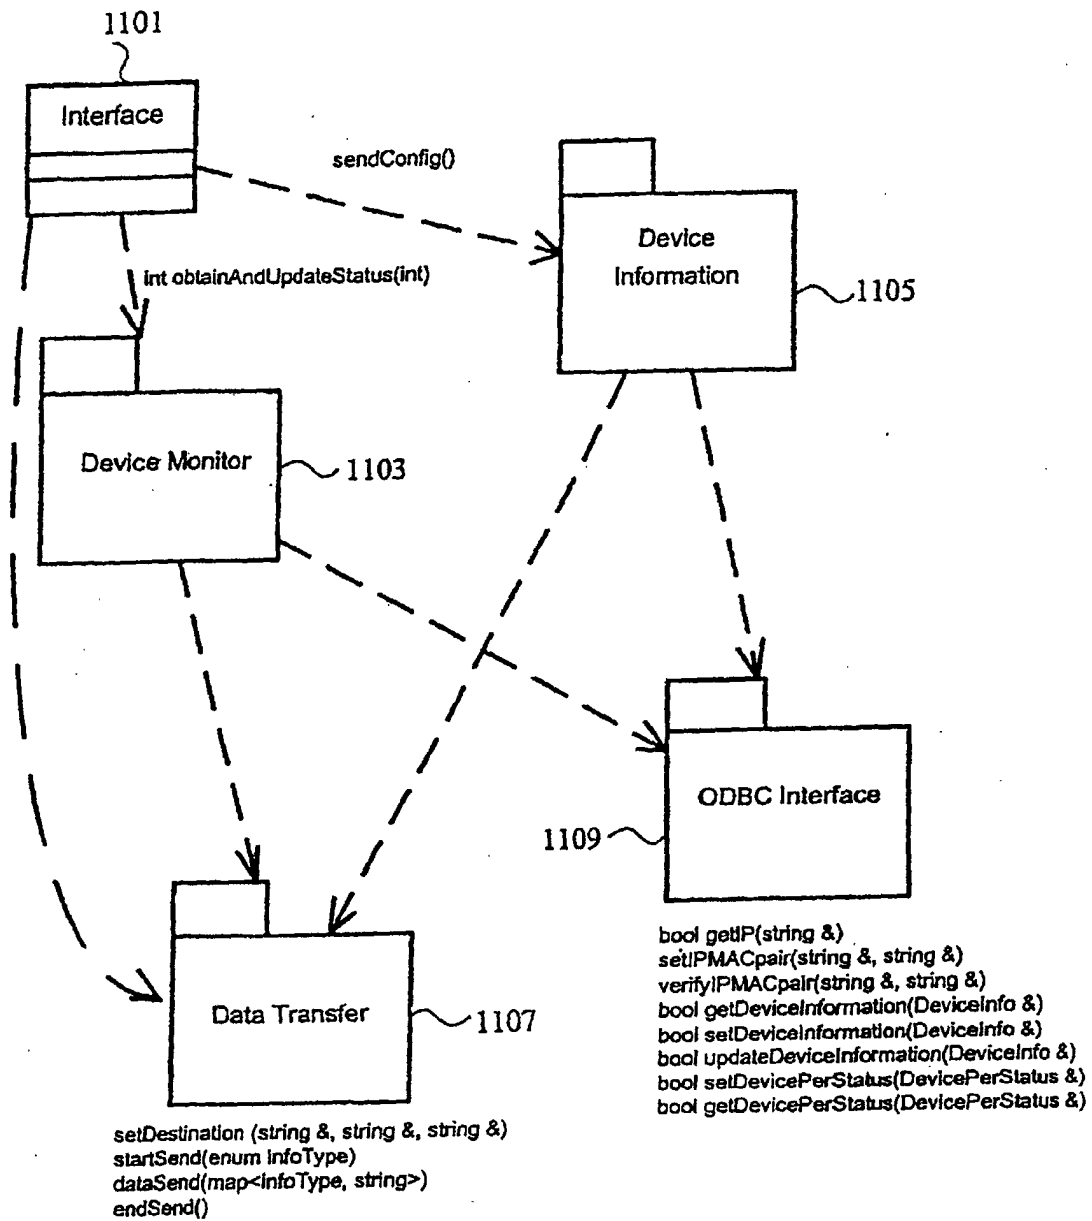 1101
Interface
sendConfig()
Device
Information
1105
int obtainAndUpdateStatus(int)
Device Monitor
1103
ODBC Interface
1109
bool getIP(string &)
setIPMACpair(string &, string &)
verifyIPMACpair(string &, string &)
bool getDeviceInformation(DeviceInfo &)
bool setDeviceInformation(DeviceInfo &)
bool updateDeviceInformation(DeviceInfo &)
bool setDevicePerStatus(DevicePerStatus &)
bool getDevicePerStatus(DevicePerStatus &)
Data Transfer
1107
setDestination (string &, string &, string &)
startSend(enum infoType)
dataSend(map<infoType, string>)
endSend()